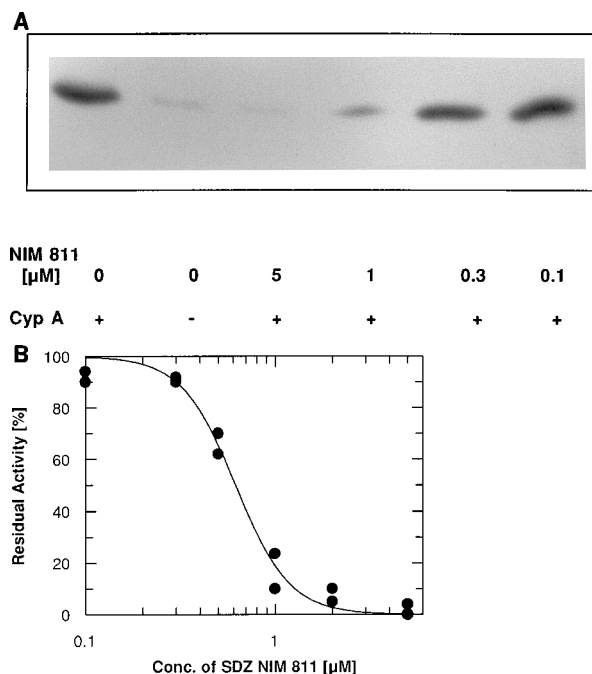 A
NIM 811
[µM] 0 0 5 1 0.3 0.1
Cyp A + - + + + +
B
100
80
60
40
20
0
Residual Activity [%]
0.1 1
Conc. of SDZ NIM 811 [µM]